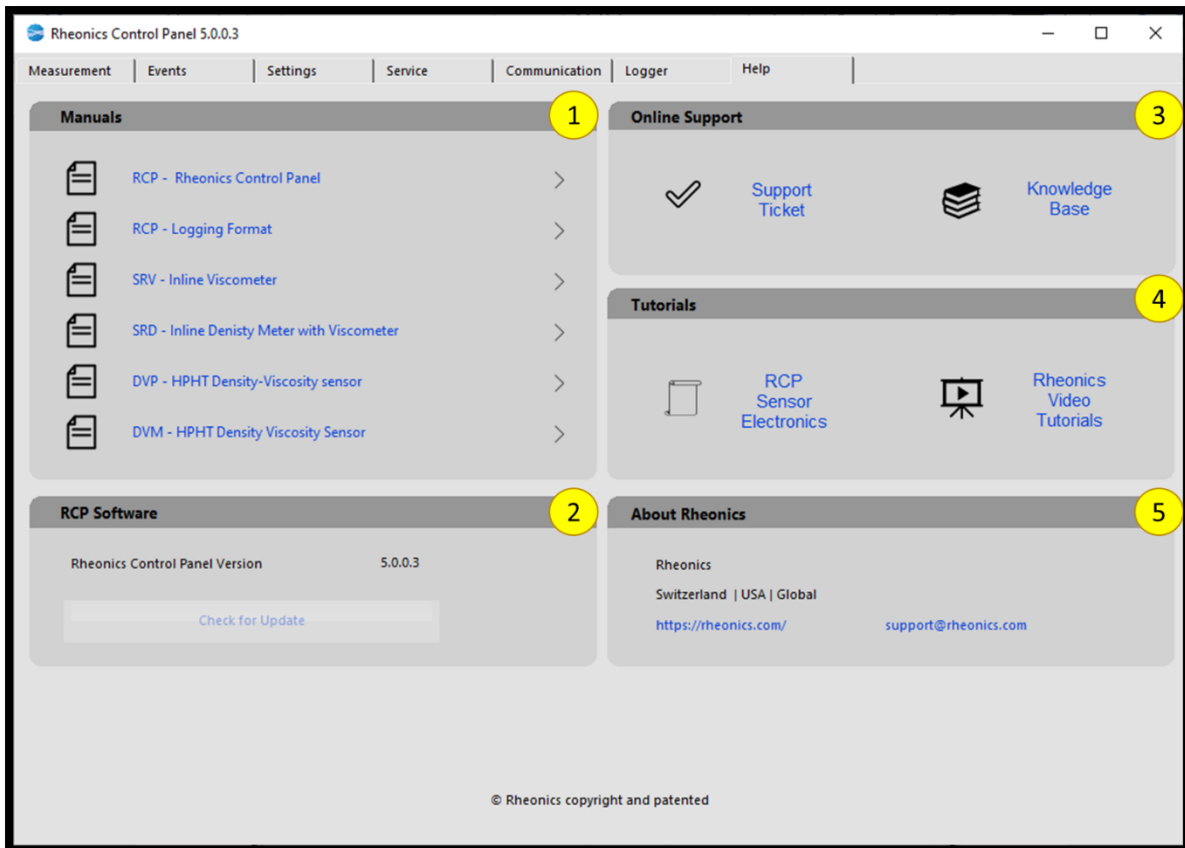 Rheonics Control Panel 5.0.0.3
Measurement Events Settings Service Communication Logger Help
Manuals 1
RCP - Rheonics Control Panel
RCP - Logging Format
SRV - Inline Viscometer
SRD - Inline Denisty Meter with Viscometer
DVP - HPHT Density-Viscosity sensor
DVM - HPHT Density Viscosity Sensor
RCP Software 2
Rheonics Control Panel Version 5.0.0.3
Check for Update
Online Support 3
Support
Ticket
Knowledge
Base
Tutorials 4
RCP
Sensor
Electronics
Rheonics
Video
Tutorials
About Rheonics 5
Rheonics
Switzerland | USA | Global
https://rheonics.com/ support@rheonics.com
© Rheonics copyright and patented